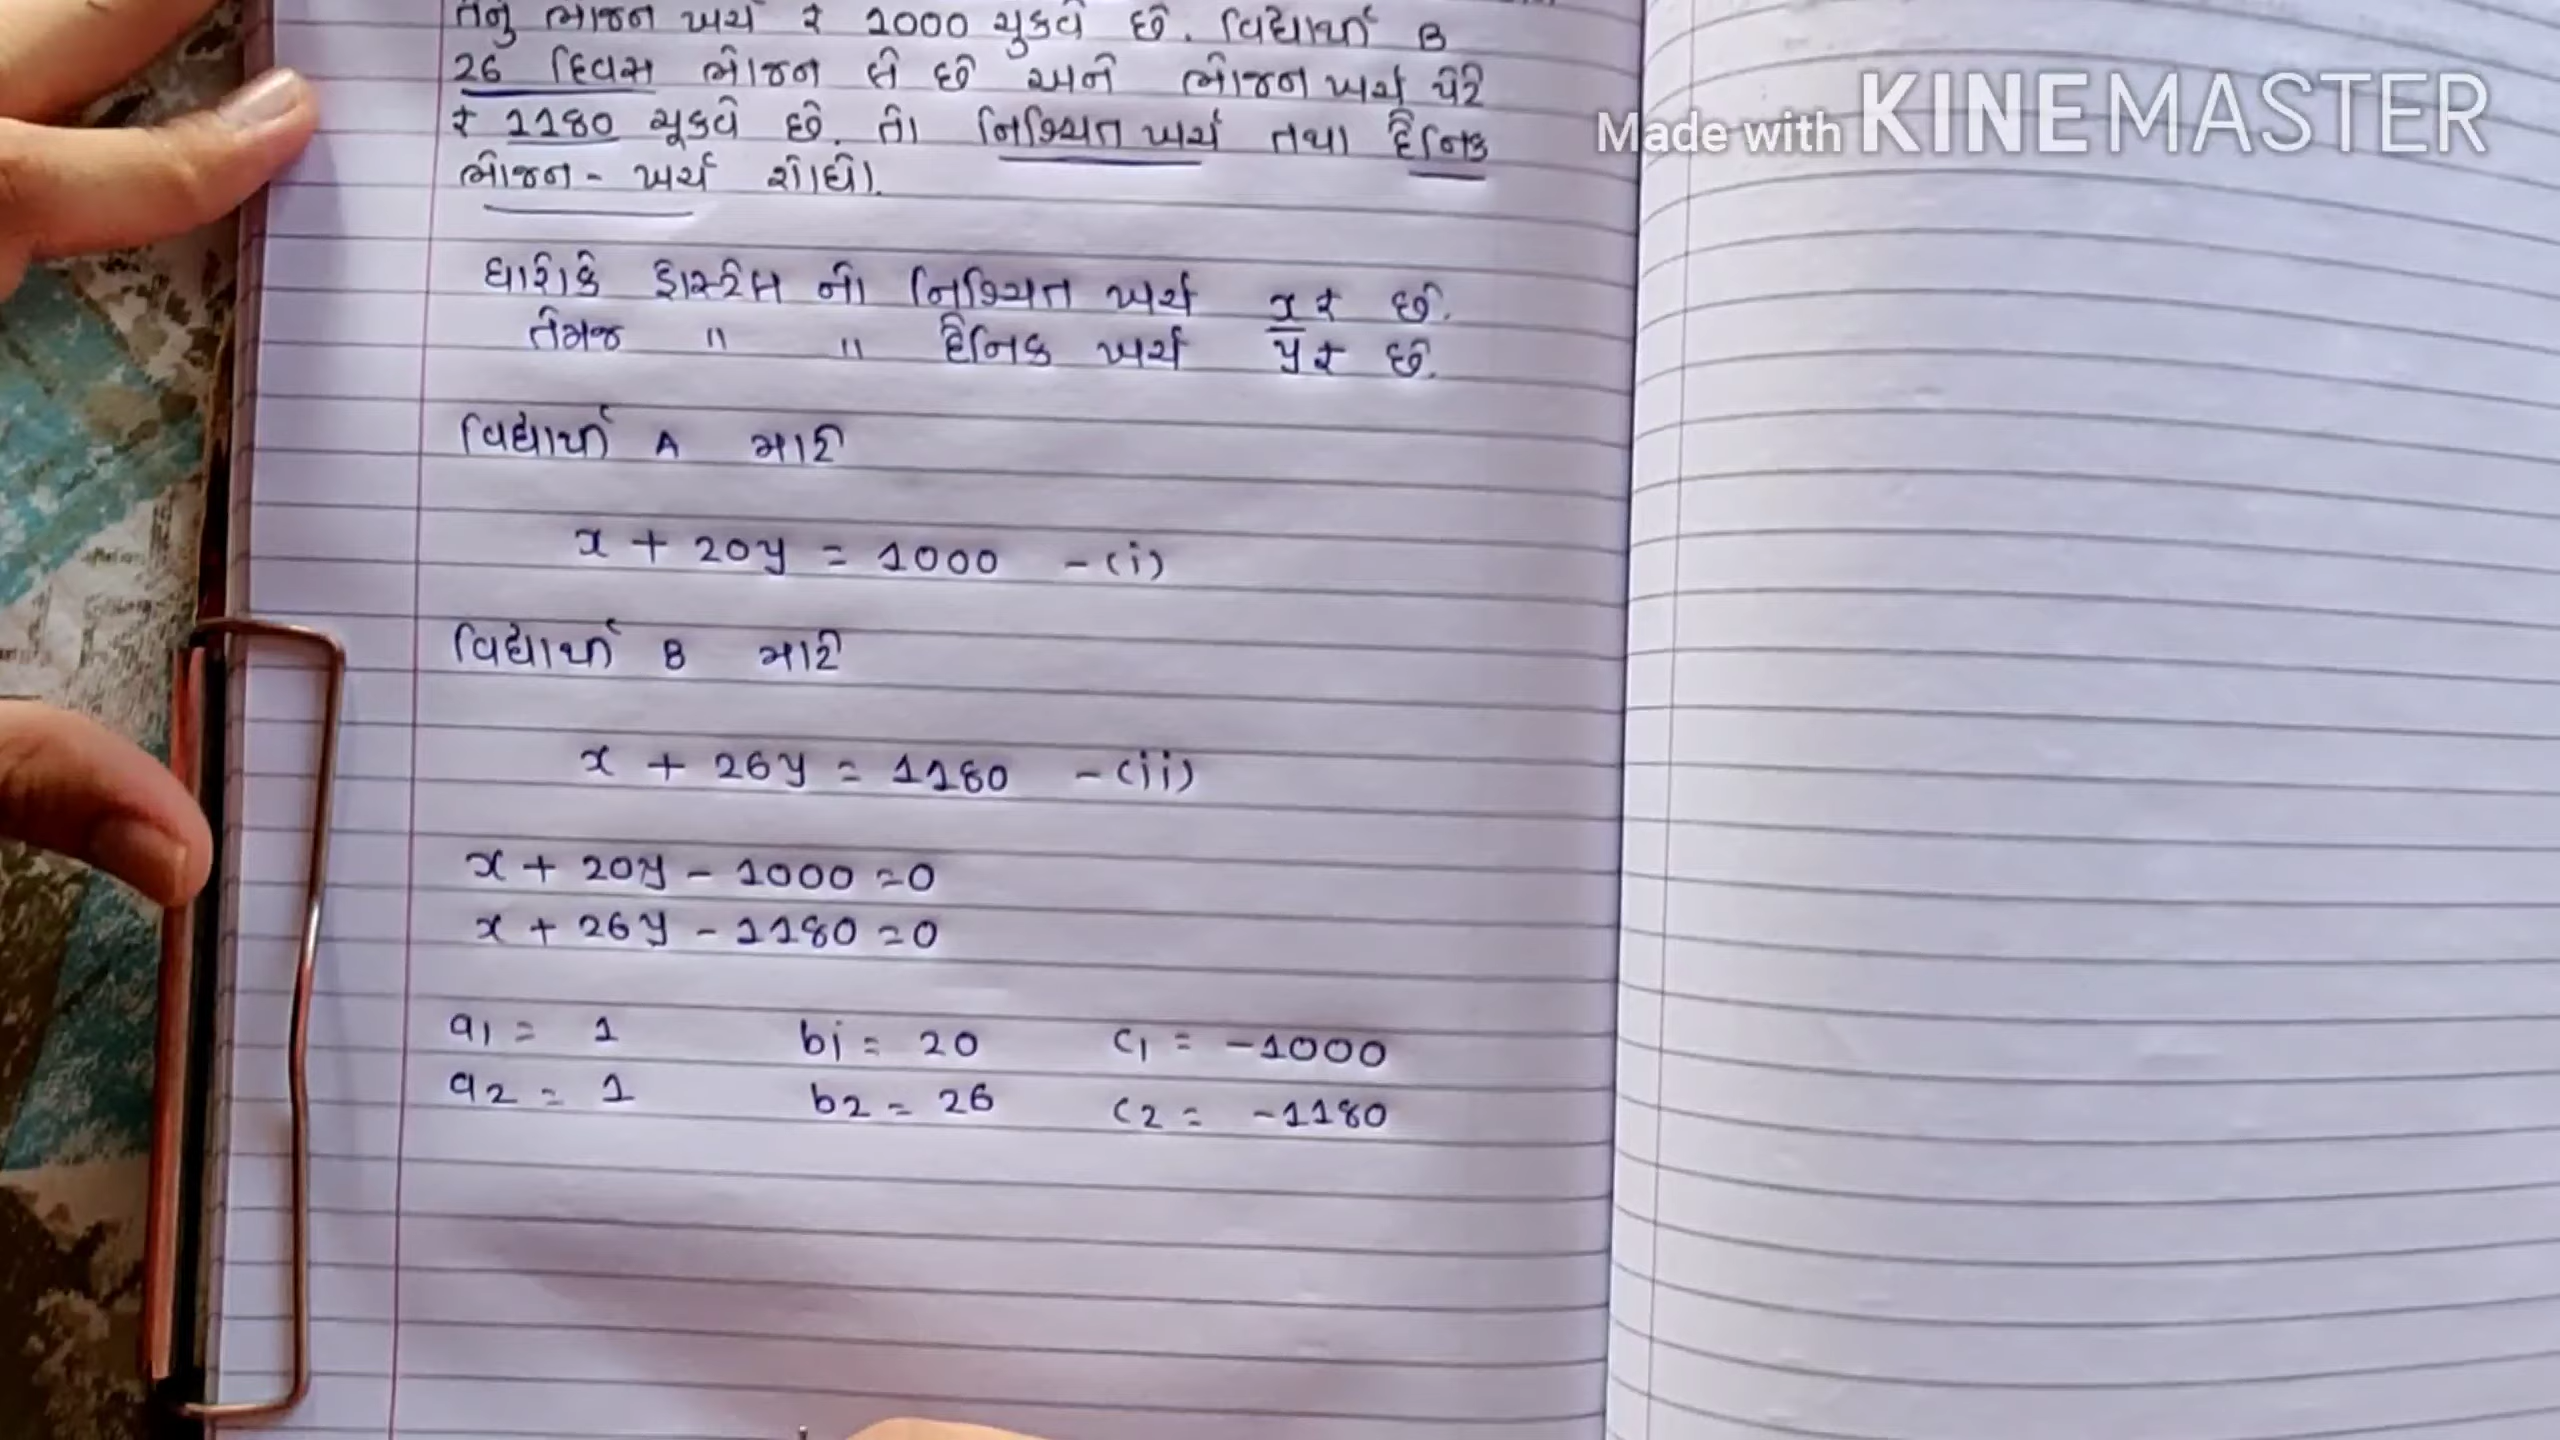 તેનું ભોજન ખર્ચ ₹ 1000 ચુકવે છે. વિદ્યાર્થી B
26 દિવસ ભોજન લે છે અને ભોજન ખર્ચ પેટે
₹ 1180 ચૂકવે છે. તો નિશ્ચિત ખર્ચ તથા દૈનિક
ભોજન - ખર્ચ શોધો.
Made with KINEMASTER
ધારોકે હોસ્ટેલ નો નિશ્ચિત ખર્ચ x ₹ છે.
તેમજ " " દૈનિક ખર્ચ y ₹ છે.
વિદ્યાર્થી A માટે
x + 20y = 1000 - (i)
વિદ્યાર્થી B માટે
x + 26y = 1180 - (ii)
x + 20y - 1000 = 0
x + 26y - 1180 = 0
a1 = 1 b1 = 20 c1 = -1000
a2 = 1 b2 = 26 c2 = -1180